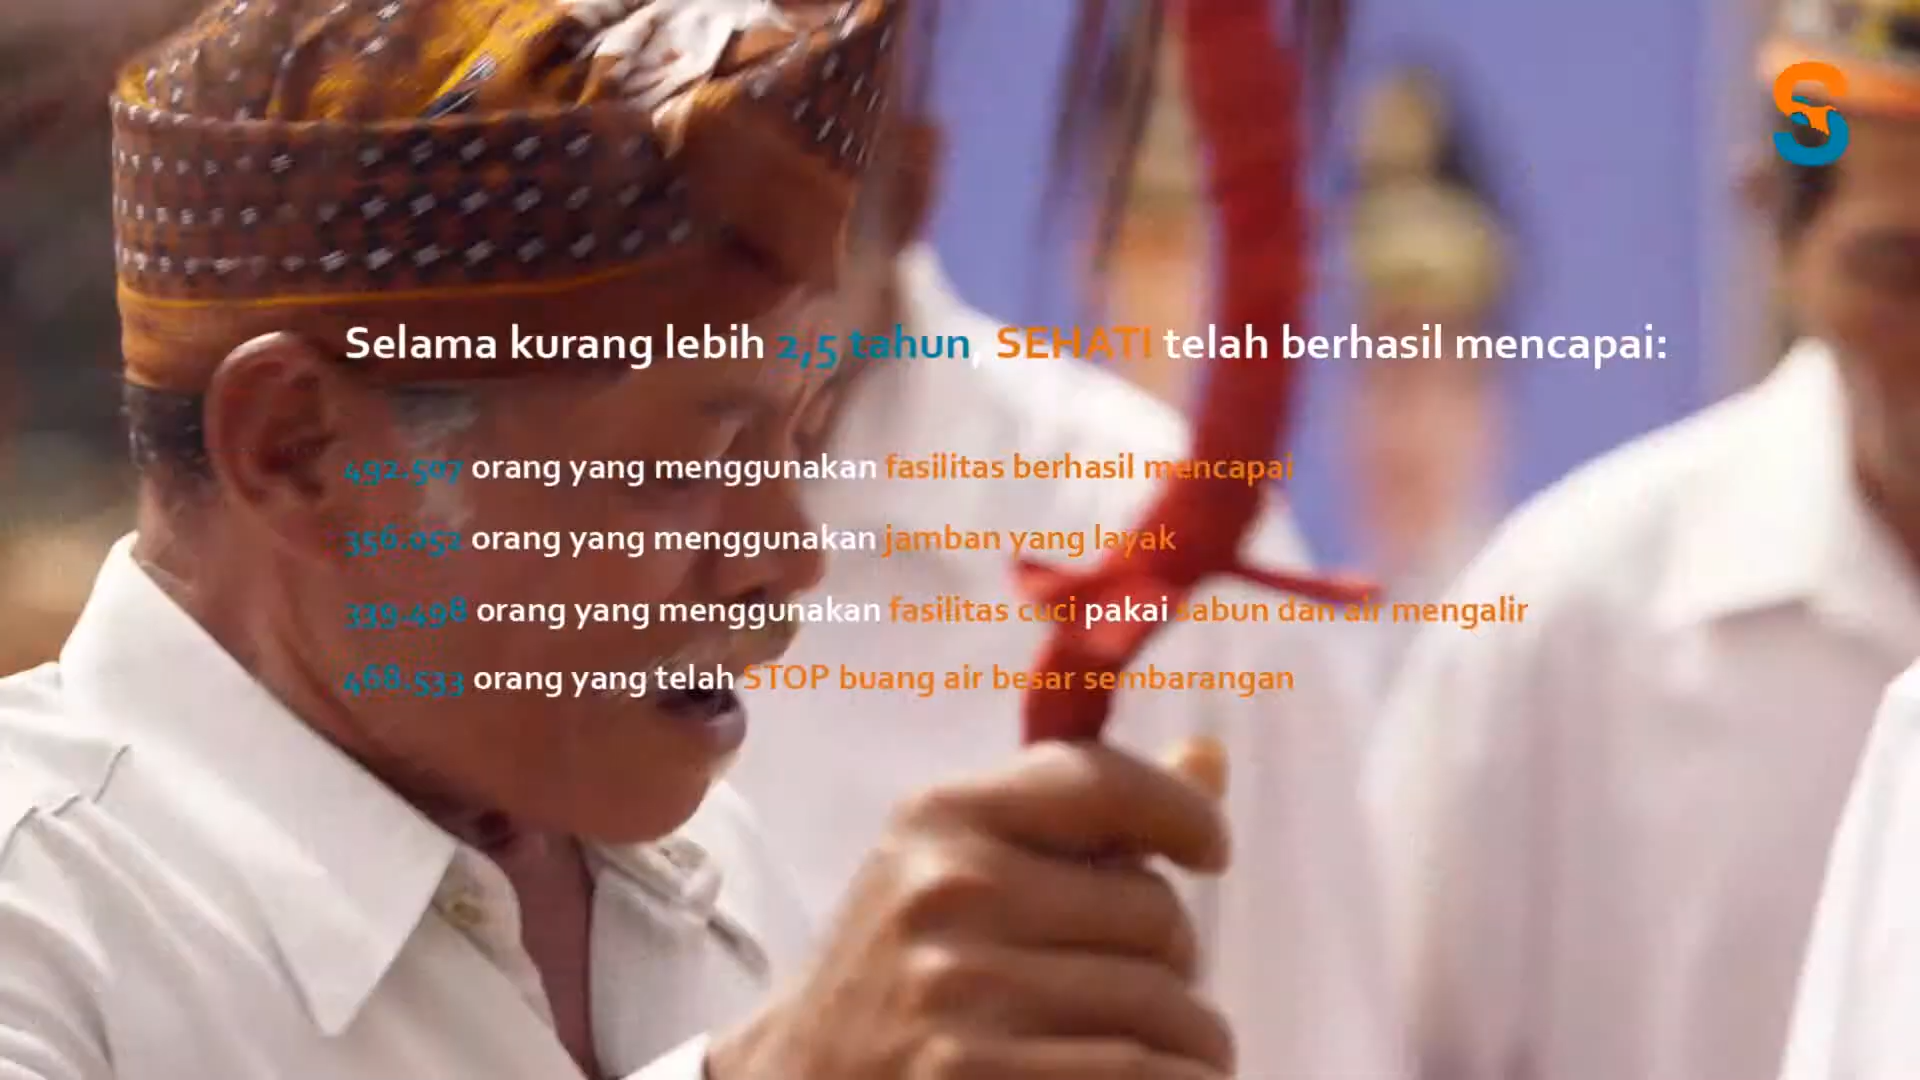 Selama kurang lebih 2,5 tahun, SEHATI telah berhasil mencapai:
492.507 orang yang menggunakan fasilitas berhasil mencapai
356.052 orang yang menggunakan jamban yang layak
339.498 orang yang menggunakan fasilitas cuci pakai sabun dan air mengalir
468.533 orang yang telah STOP buang air besar sembarangan